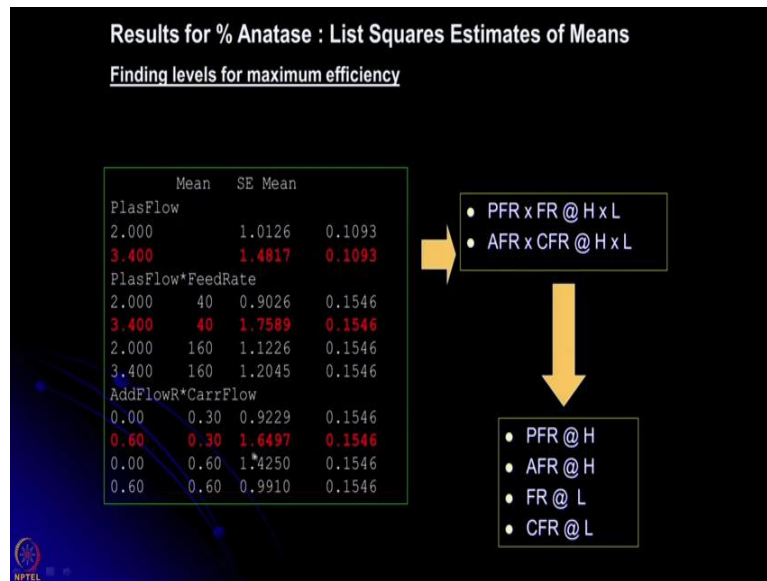 Results for % Anatase : List Squares Estimates of Means
Finding levels for maximum efficiency
Mean SE Mean
PlasFlow
2.000 1.0126 0.1093
3.400 1.4817 0.1093
PlasFlow*FeedRate
2.000 40 0.9026 0.1546
3.400 40 1.7589 0.1546
2.000 160 1.1226 0.1546
3.400 160 1.2045 0.1546
AddFlowR*CarrFlow
0.00 0.30 0.9229 0.1546
0.60 0.30 1.6497 0.1546
0.00 0.60 1.4250 0.1546
0.60 0.60 0.9910 0.1546
• PFR x FR @ H x L
• AFR x CFR @ H x L
• PFR @ H
• AFR @ H
• FR @ L
• CFR @ L
NPTEL